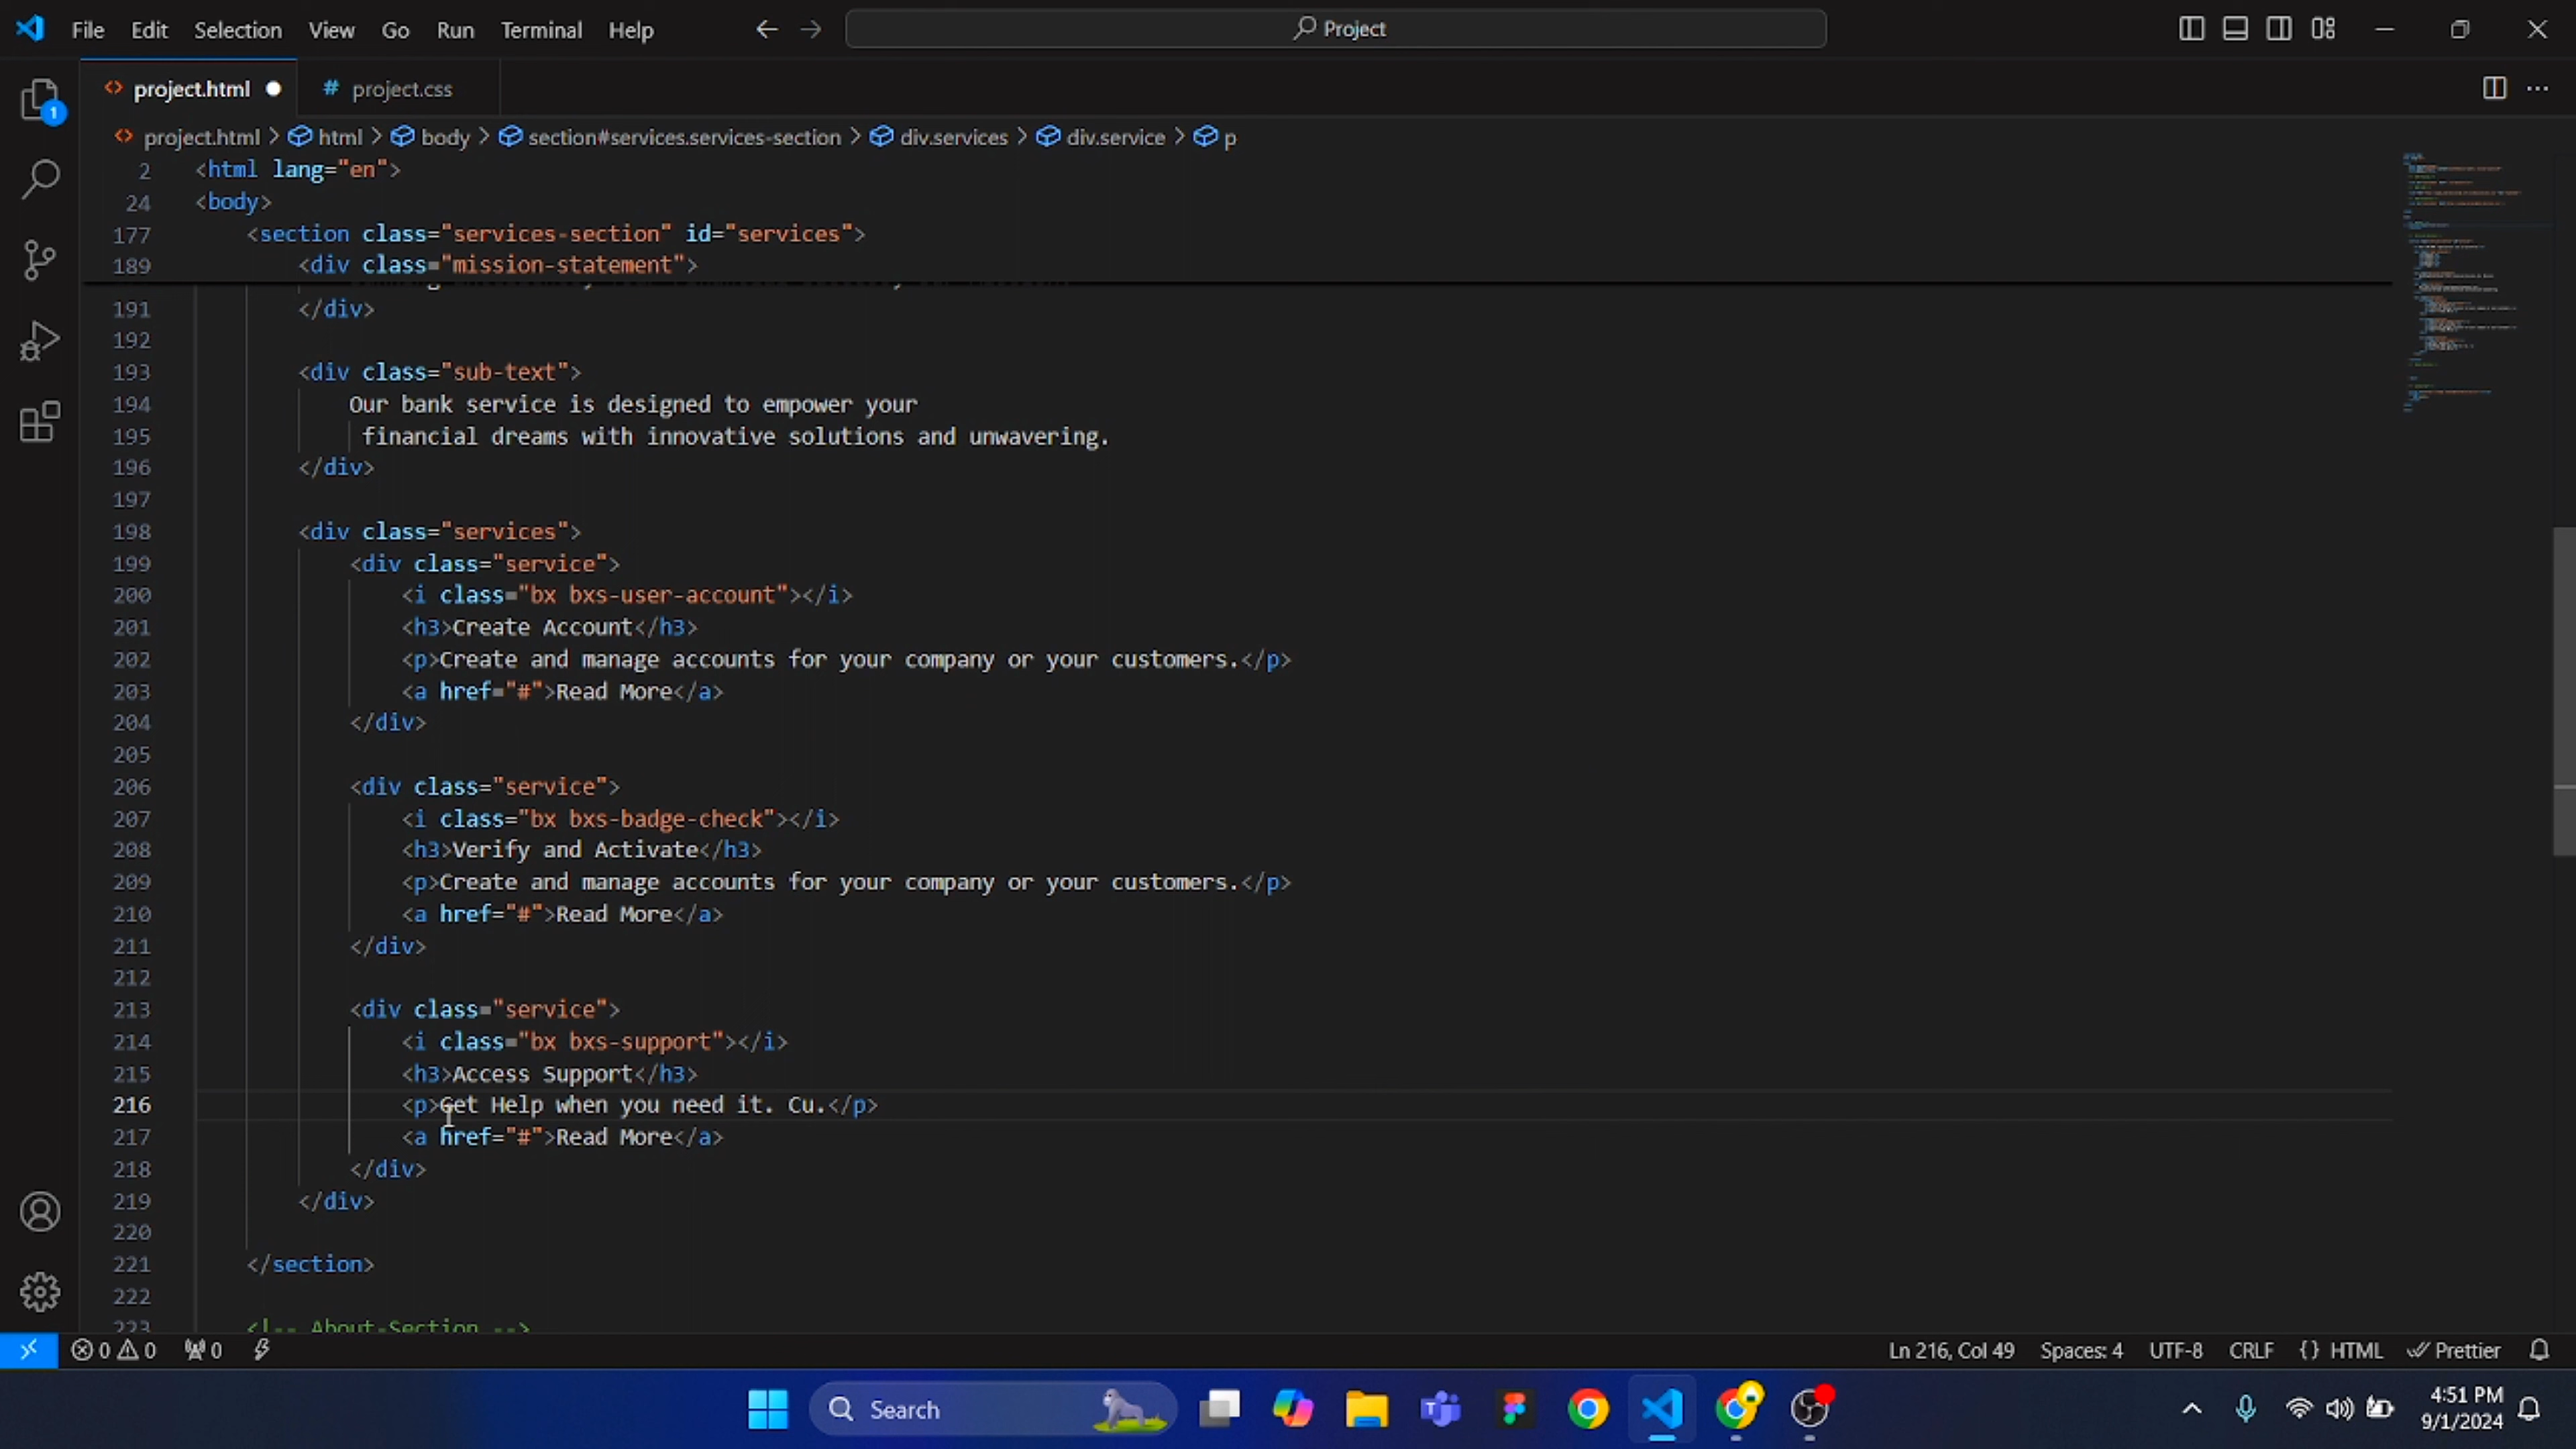 File Edit Selection View Go Run Terminal Help
Project
project.html
project.css
1
project.html > html > body > section#services.services-section > div.services > div.service > p
2 <html lang="en">
24 <body>
177 <section class="services-section" id="services">
189 <div class="mission-statement">
191 </div>
192
193 <div class="sub-text">
194 Our bank service is designed to empower your
195 financial dreams with innovative solutions and unwavering.
196 </div>
197
198 <div class="services">
199 <div class="service">
200 <i class="bx bxs-user-account"></i>
201 <h3>Create Account</h3>
202 <p>Create and manage accounts for your company or your customers.</p>
203 <a href="#">Read More</a>
204 </div>
205
206 <div class="service">
207 <i class="bx bxs-badge-check"></i>
208 <h3>Verify and Activate</h3>
209 <p>Create and manage accounts for your company or your customers.</p>
210 <a href="#">Read More</a>
211 </div>
212
213 <div class="service">
214 <i class="bx bxs-support"></i>
215 <h3>Access Support</h3>
216 <p>Get Help when you need it. Cu.</p>
217 <a href="#">Read More</a>
218 </div>
219 </div>
220
221 </section>
222
223 <!-- About-Section -->
0 0 0 Ln 216, Col 49 Spaces: 4 UTF-8 CRLF {} HTML Prettier
Search
4:51 PM
9/1/2024